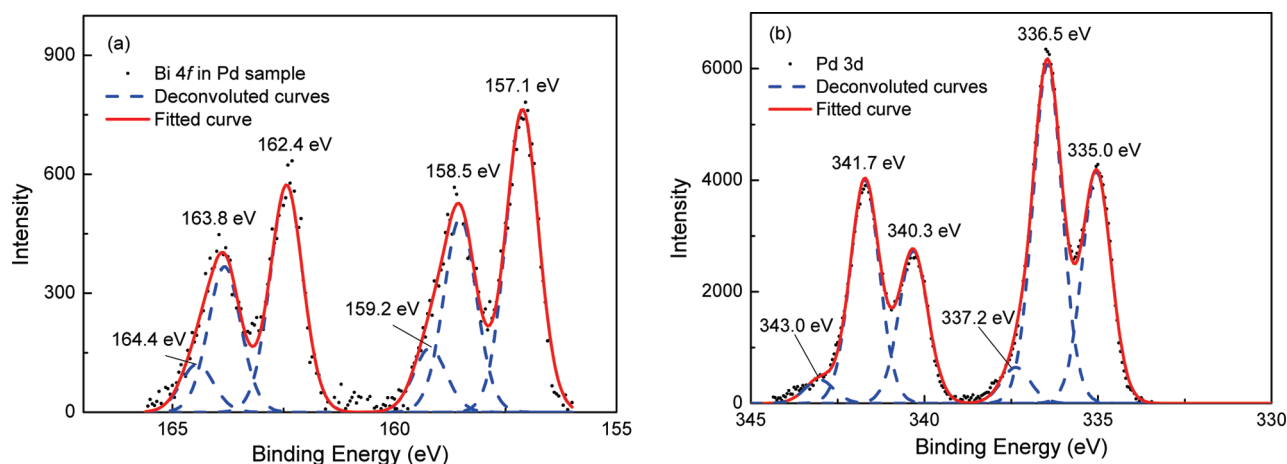 (a)
Bi 4f in Pd sample
Deconvoluted curves
Fitted curve
157.1 eV
162.4 eV
158.5 eV
163.8 eV
159.2 eV
164.4 eV
900
600
300
0
Intensity
165
160
155
Binding Energy (eV)
(b)
Pd 3d
Deconvoluted curves
Fitted curve
336.5 eV
335.0 eV
341.7 eV
340.3 eV
337.2 eV
343.0 eV
6000
4000
2000
0
Intensity
345
340
335
330
Binding Energy (eV)